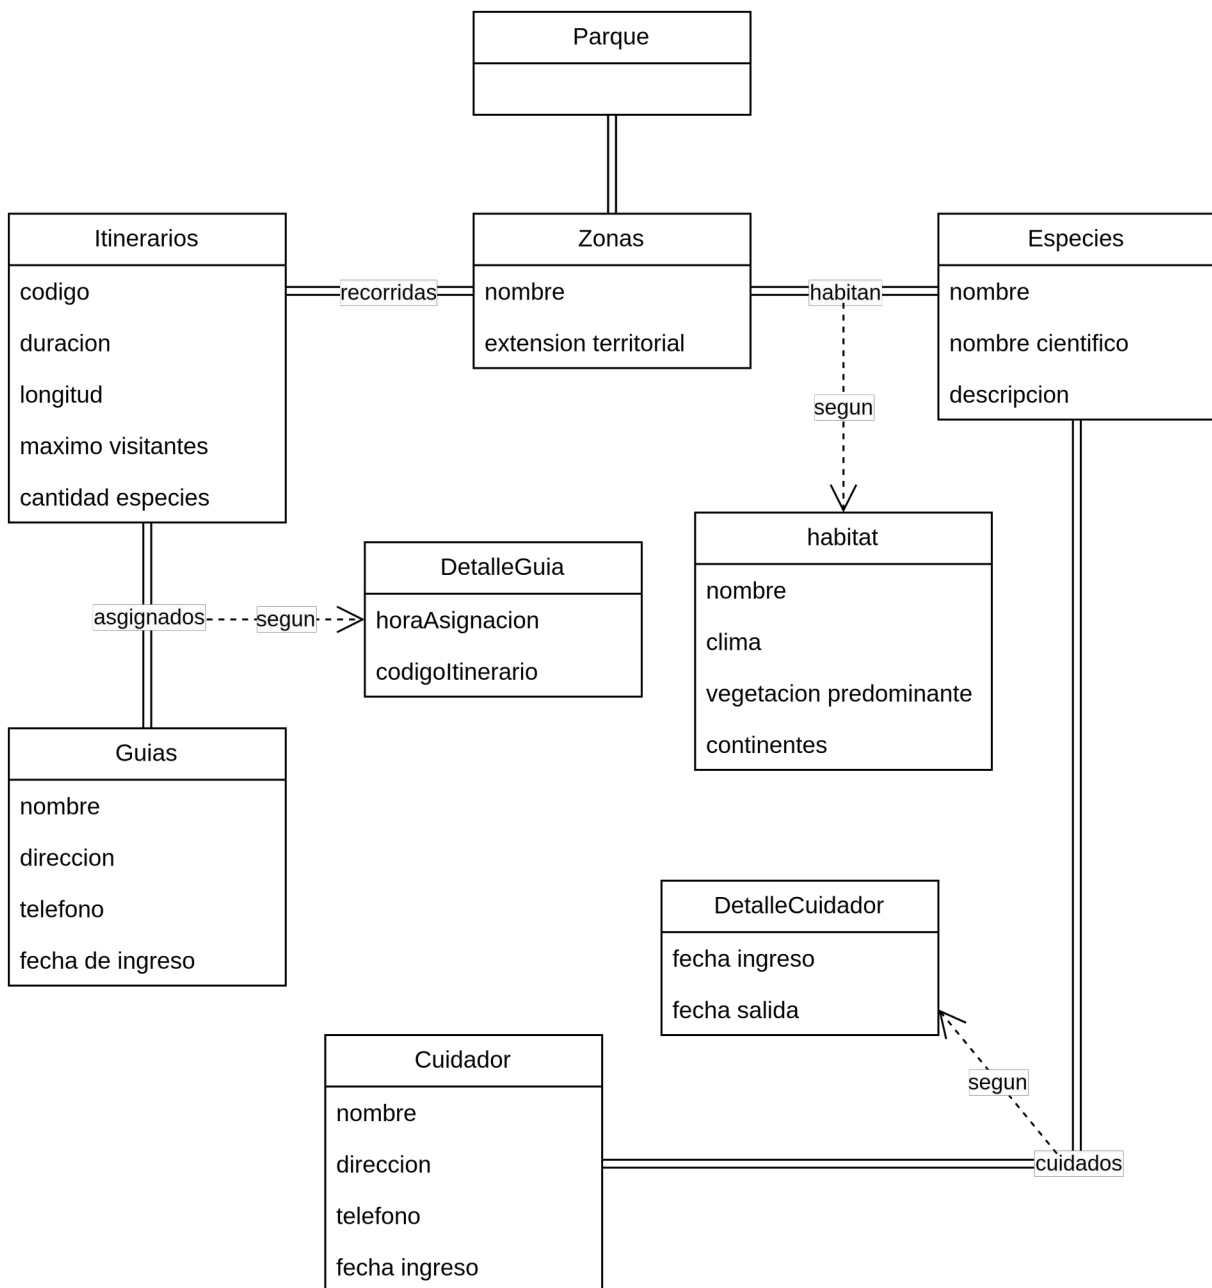 Parque
Itinerarios
codigo
duracion
longitud
maximo visitantes
cantidad especies
recorridas
Zonas
nombre
extension territorial
habitan
Especies
nombre
nombre cientifico
descripcion
segun
habitat
nombre
clima
vegetacion predominante
continentes
asgignados
segun
DetalleGuia
horaAsignacion
codigoItinerario
Guias
nombre
direccion
telefono
fecha de ingreso
DetalleCuidador
fecha ingreso
fecha salida
segun
cuidados
Cuidador
nombre
direccion
telefono
fecha ingreso